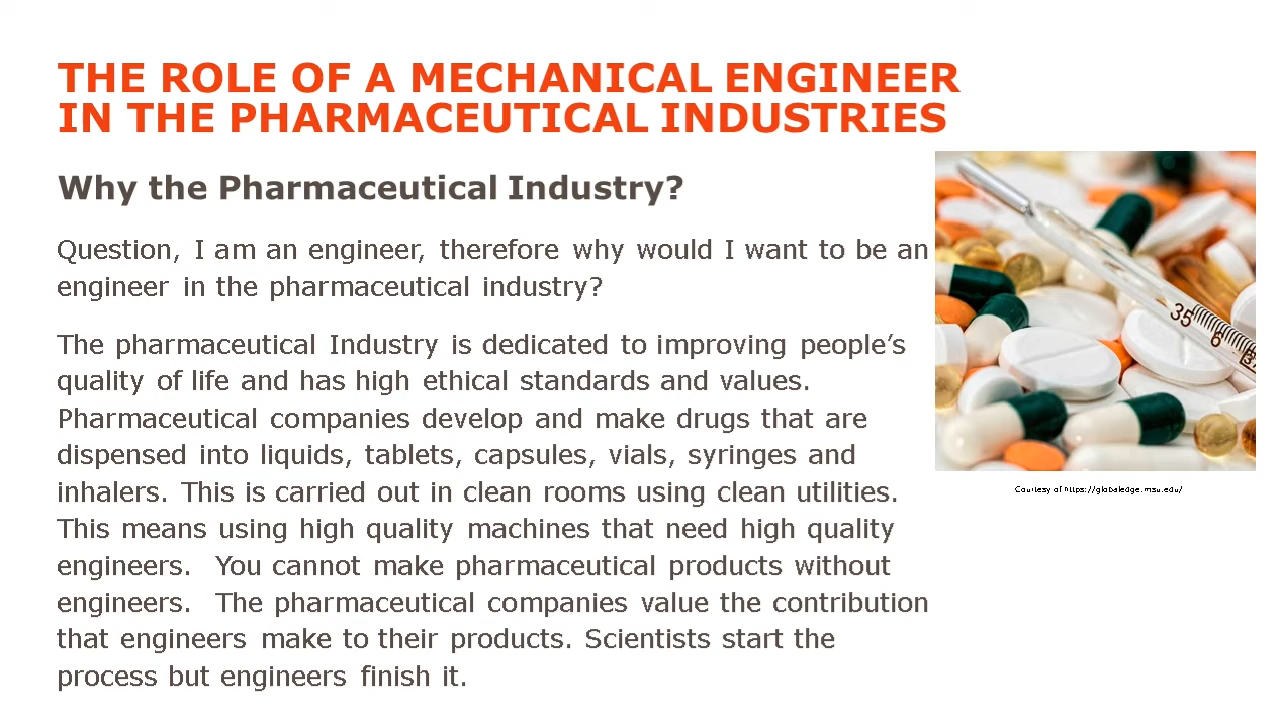 THE ROLE OF A MECHANICAL ENGINEER
IN THE PHARMACEUTICAL INDUSTRIES
Why the Pharmaceutical Industry?
Question, I am an engineer, therefore why would I want to be an
engineer in the pharmaceutical industry?
The pharmaceutical Industry is dedicated to improving people’s
quality of life and has high ethical standards and values.
Pharmaceutical companies develop and make drugs that are
dispensed into liquids, tablets, capsules, vials, syringes and
inhalers. This is carried out in clean rooms using clean utilities.
This means using high quality machines that need high quality
engineers.  You cannot make pharmaceutical products without
engineers.  The pharmaceutical companies value the contribution
that engineers make to their products. Scientists start the
process but engineers finish it.
35
6
37
Courtesy of https://globaledge.msu.edu/